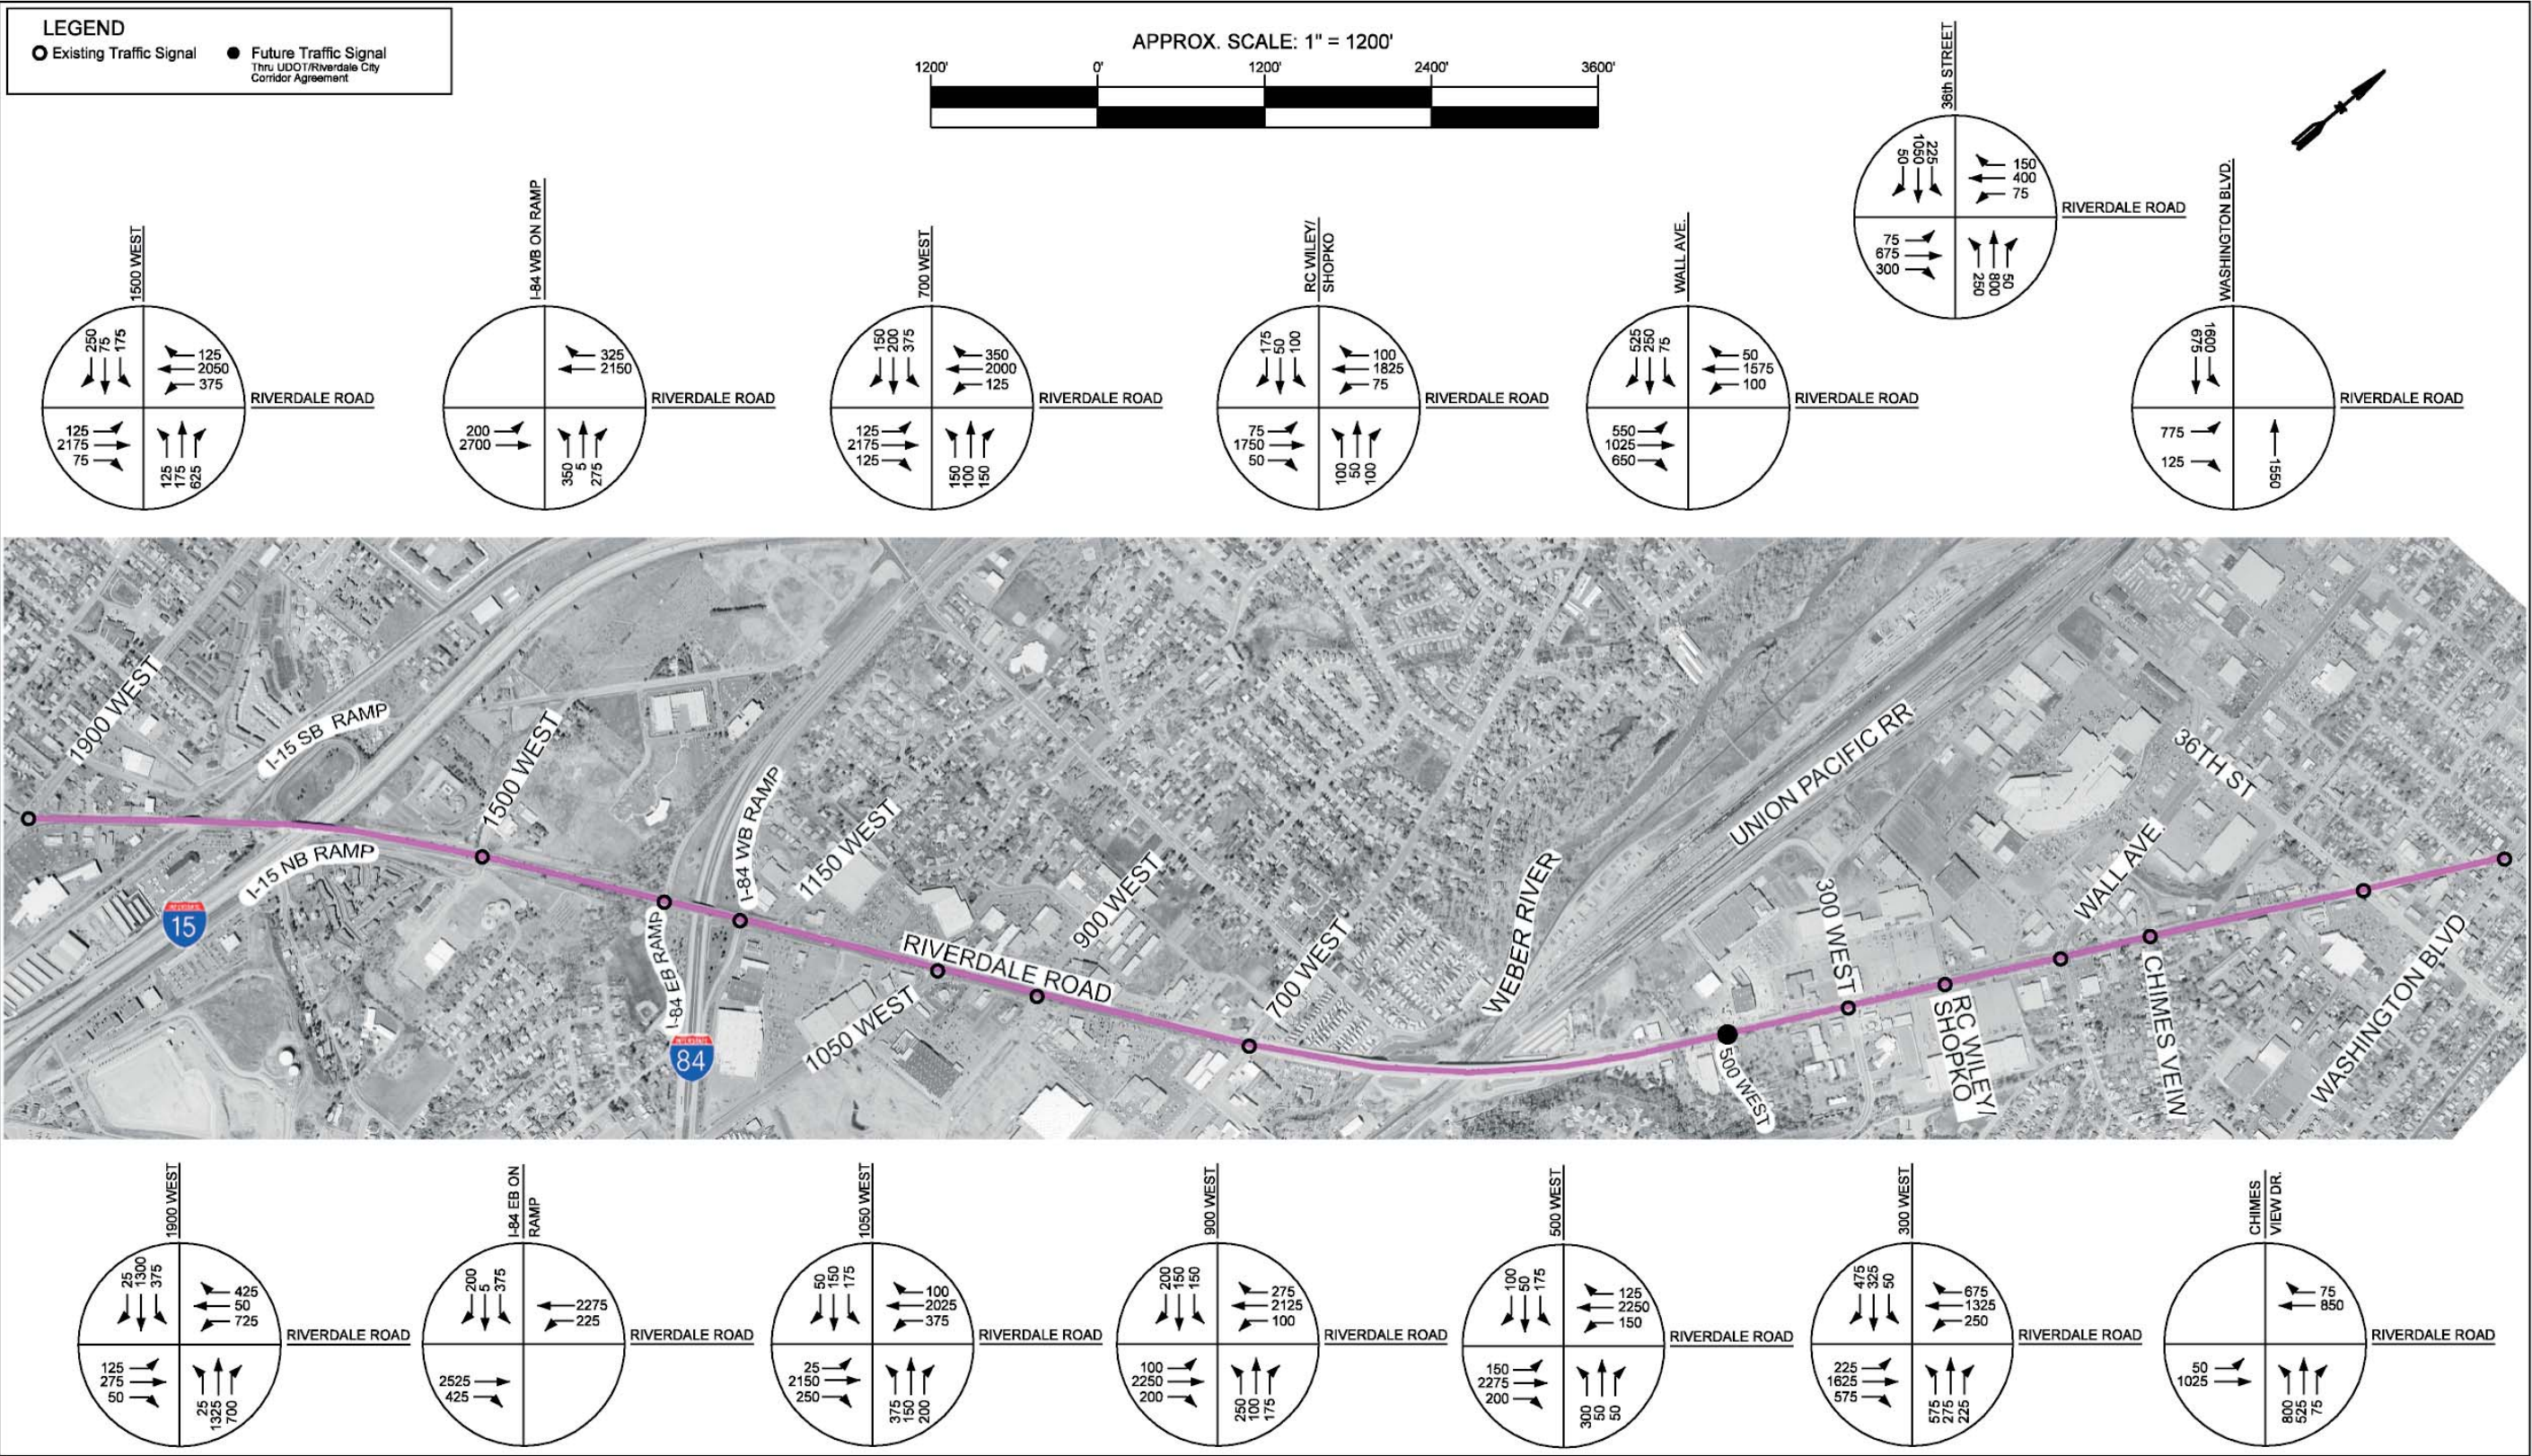 LEGEND
Existing Traffic Signal
Future Traffic Signal
Thru UDOT/Riverdale City
Corridor Agreement
APPROX. SCALE: 1" = 1200'
1200' 0' 1200' 2400' 3600'
36th STREET
50 1050 225
150
400
75
RIVERDALE ROAD
75
675
300
250 800 50
1500 WEST
250 75 175
125
2050
375
RIVERDALE ROAD
125
2175
75
125 175 625
I-84 WB ON RAMP
325
2150
RIVERDALE ROAD
200
2700
350 5 275
700 WEST
150 200 375
350
2000
125
RIVERDALE ROAD
125
2175
125
150 100 150
RC WILEY/
SHOPKO
175 50 100
100
1825
75
RIVERDALE ROAD
75
1750
50
100 50 100
WALL AVE.
525 250 75
50
1575
100
RIVERDALE ROAD
550
1025
650
WASHINGTON BLVD.
675 1600
RIVERDALE ROAD
775
125
1550
1900 WEST
I-15 SB RAMP
I-15 NB RAMP
INTERSTATE
15
1500 WEST
I-84 EB RAMP
INTERSTATE
84
I-84 WB RAMP
1150 WEST
1050 WEST
RIVERDALE ROAD
900 WEST
700 WEST
WEBER RIVER
UNION PACIFIC RR
500 WEST
300 WEST
RC WILEY/
SHOPKO
WALL AVE.
CHIMES VEIW
36TH ST
WASHINGTON BLVD
1900 WEST
25 1300 375
425
50
725
RIVERDALE ROAD
125
275
50
25 1325 700
I-84 EB ON
RAMP
200 5 375
2275
225
RIVERDALE ROAD
2525
425
1050 WEST
50 150 175
100
2025
375
RIVERDALE ROAD
25
2150
250
375 150 200
900 WEST
200 150 150
275
2125
100
RIVERDALE ROAD
100
2250
200
250 100 175
500 WEST
100 50 175
125
2250
150
RIVERDALE ROAD
150
2275
200
300 50 50
300 WEST
475 325 50
675
1325
250
RIVERDALE ROAD
225
1625
575
575 275 225
CHIMES
VIEW DR.
75
850
RIVERDALE ROAD
50
1025
800 525 75